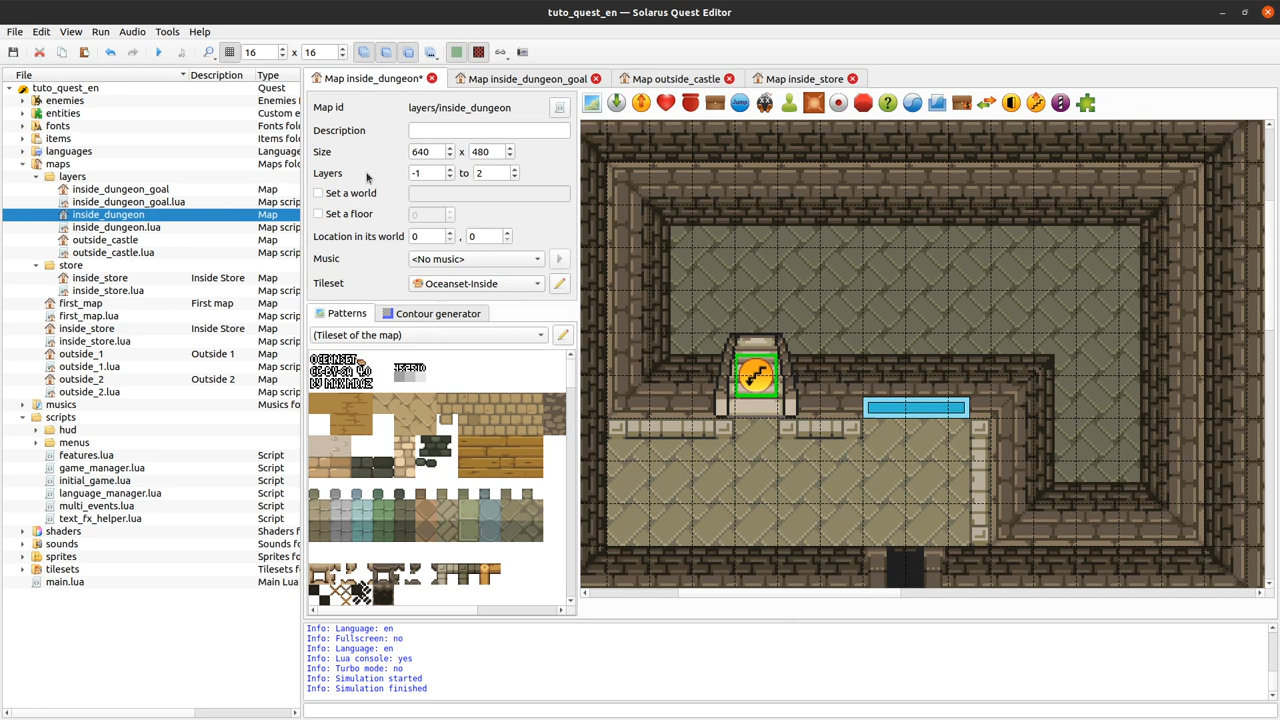 tuto_quest_en — Solarus Quest Editor
File Edit View Run Audio Tools Help
16 x 16
File Description Type
tuto_quest_en Quest
enemies Enemies
entities Custom e
fonts Fonts fol
items Items fol
languages Language
maps Maps fold
layers
inside_dungeon_goal Map
inside_dungeon_goal.lua Map scrip
inside_dungeon Map
inside_dungeon.lua Map scrip
outside_castle Map
outside_castle.lua Map scrip
store
inside_store Inside Store Map
inside_store.lua Map scrip
first_map First map Map
first_map.lua Map scrip
inside_store Inside Store Map
inside_store.lua Map scrip
outside_1 Outside 1 Map
outside_1.lua Map scrip
outside_2 Outside 2 Map
outside_2.lua Map scrip
musics Musics fo
scripts
hud
menus
features.lua Script
game_manager.lua Script
initial_game.lua Script
language_manager.lua Script
multi_events.lua Script
text_fx_helper.lua Script
shaders Shaders f
sounds Sounds fo
sprites Sprites fo
tilesets Tilesets f
main.lua Main Lua
Map inside_dungeon* Map inside_dungeon_goal Map outside_castle Map inside_store
Map id layers/inside_dungeon
Description
Size 640 x 480
Layers -1 to 2
Set a world
Set a floor 0
Location in its world 0 , 0
Music <No music>
Tileset Oceanset-Inside
Patterns Contour generator
(Tileset of the map)
OCEANSET
Jump
Info: Language: en
Info: Fullscreen: no
Info: Language: en
Info: Lua console: yes
Info: Turbo mode: no
Info: Simulation started
Info: Simulation finished